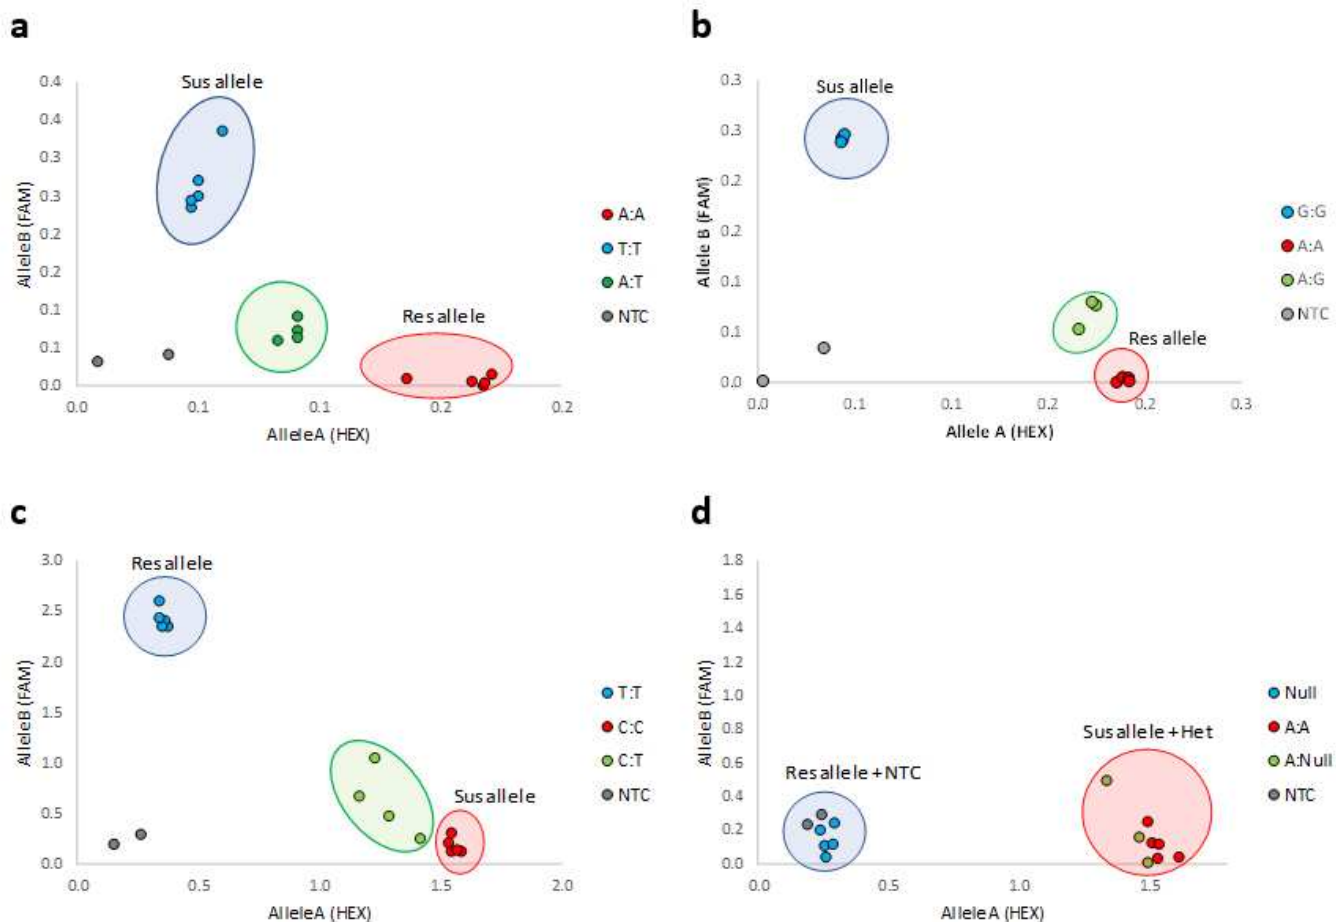 a
Sus allele
0.4
0.4
0.3
0.3
0.2
0.2
0.1
0.1
0.0
AlleleB (FAM)
Res allele
0.0
0.1
0.1
0.2
0.2
AlleleA (HEX)
A:A
T:T
A:T
NTC
b
Sus allele
0.3
0.3
0.2
0.2
0.1
0.1
0.0
Allele B (FAM)
Res allele
0.0
0.1
0.1
0.2
0.2
0.3
Allele A (HEX)
G:G
A:A
A:G
NTC
c
Res allele
3.0
2.5
2.0
1.5
1.0
0.5
0.0
AlleleB (FAM)
Sus allele
0.0
0.5
1.0
1.5
2.0
AlleleA (HEX)
T:T
C:C
C:T
NTC
d
1.8
1.6
1.4
1.2
1.0
0.8
0.6
0.4
0.2
0.0
AlleleB (FAM)
Sus allele + Het
Res allele + NTC
0.0
0.5
1.0
1.5
AlleleA (HEX)
Null
A:A
A:Null
NTC